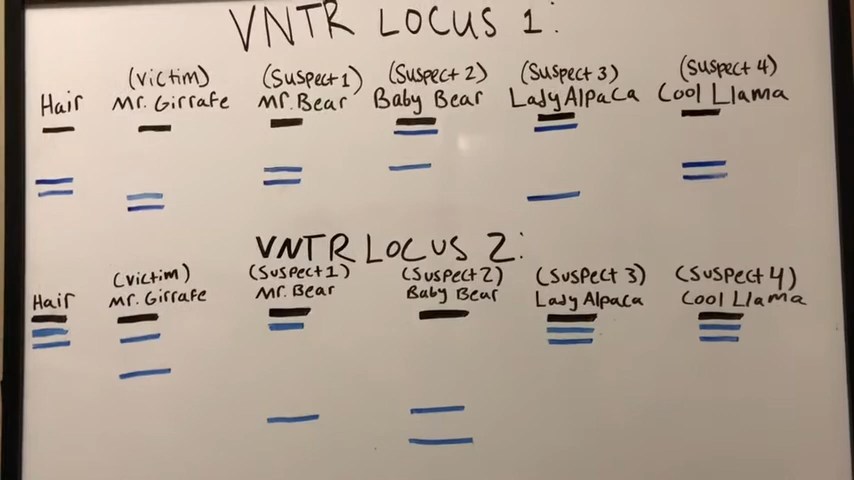 VNTR LOCUS 1:
(Victim) (Suspect 1) (Suspect 2) (Suspect 3) (Suspect 4)
Hair Mr. Girrafe Mr. Bear Baby Bear Lady Alpaca Cool Llama
VNTR LOCUS 2:
(Victim) (Suspect 1) (Suspect 2) (Suspect 3) (Suspect 4)
Hair Mr. Girrafe Mr. Bear Baby Bear Lady Alpaca Cool Llama